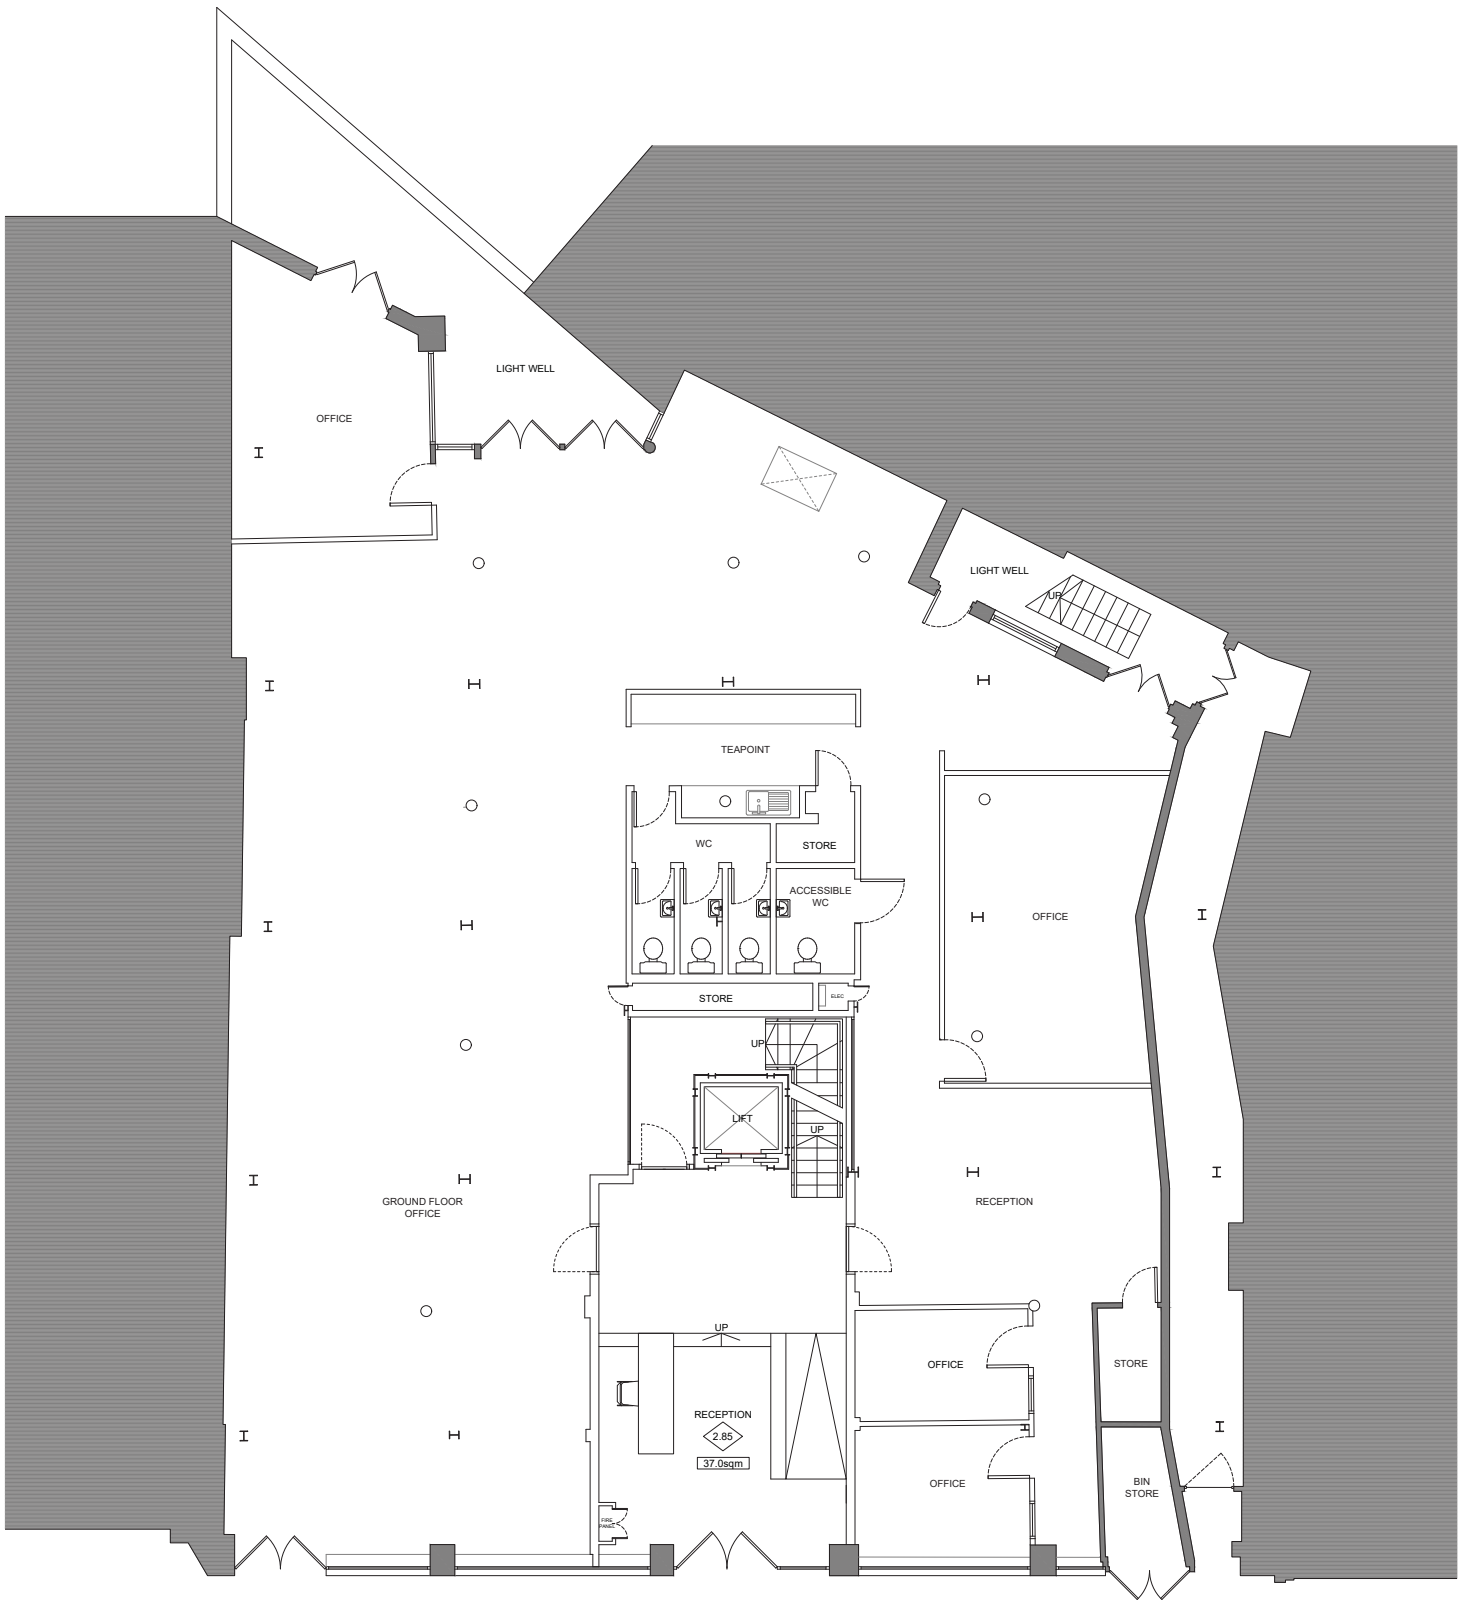 LIGHT WELL
OFFICE
LIGHT WELL
UP
TEAPOINT
WC
STORE
ACCESSIBLE
WC
OFFICE
STORE
ELEC
UP
LIFT
UP
GROUND FLOOR
OFFICE
RECEPTION
UP
OFFICE
STORE
RECEPTION
2.85
37.0sqm
OFFICE
BIN
STORE
FIRE
PANEL